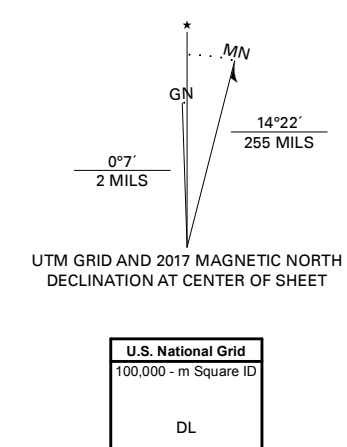 ★
MN
GN
14°22´
255 MILS
0°7´
2 MILS
UTM GRID AND 2017 MAGNETIC NORTH
DECLINATION AT CENTER OF SHEET
U.S. National Grid
100,000 - m Square ID
DL